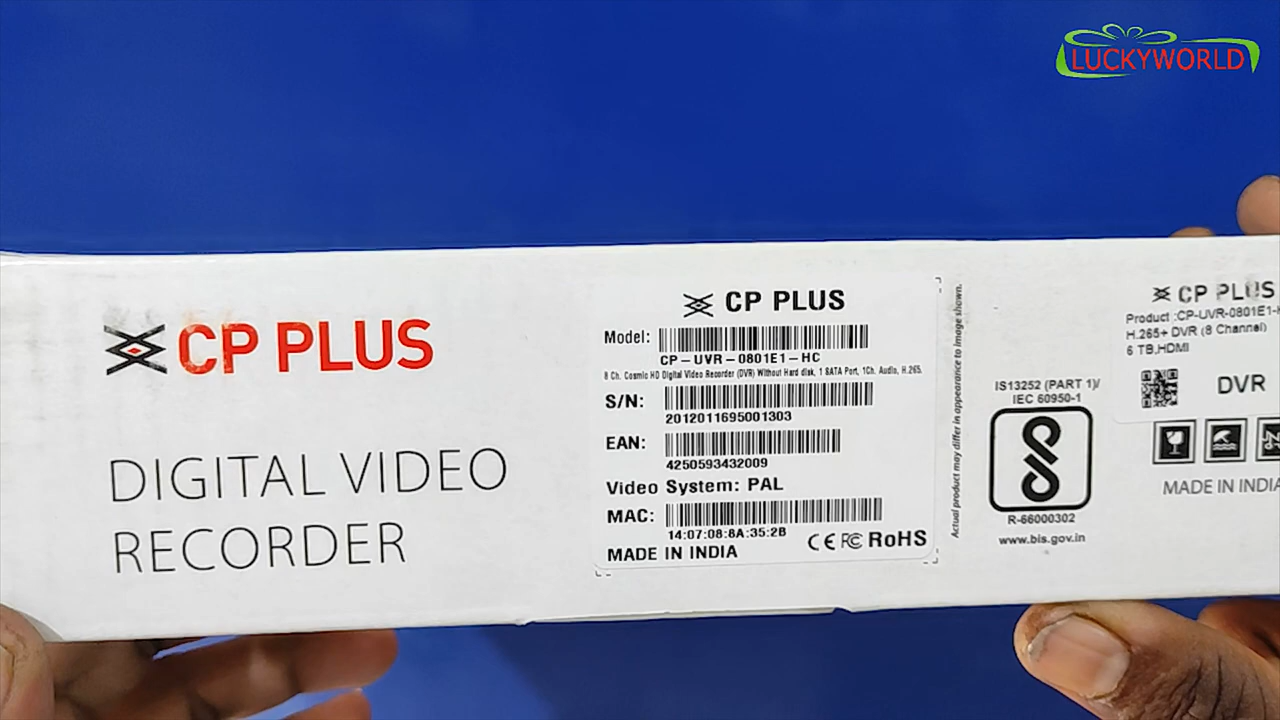 LUCKYWORLD
CP PLUS
DIGITAL VIDEO
RECORDER
CP PLUS
Model:
CP-UVR-0801E1-HC
8 Ch. Cosmic HD Digital Video Recorder (DVR) Without Hard disk, 1 SATA Port, 1Ch. Audio, H.265.
S/N:
2012011695001303
EAN:
4250593432009
Video System: PAL
MAC:
14:07:08:8A:35:2B
MADE IN INDIA
CE FC RoHS
Actual product may differ in appearance to image shown.
IS13252 (PART 1)/
IEC 60950-1
R-66000302
www.bis.gov.in
CP PLUS
Product :CP-UVR-0801E1-
H.265+ DVR (8 Channel)
6 TB,HDMI
DVR
MADE IN INDIA